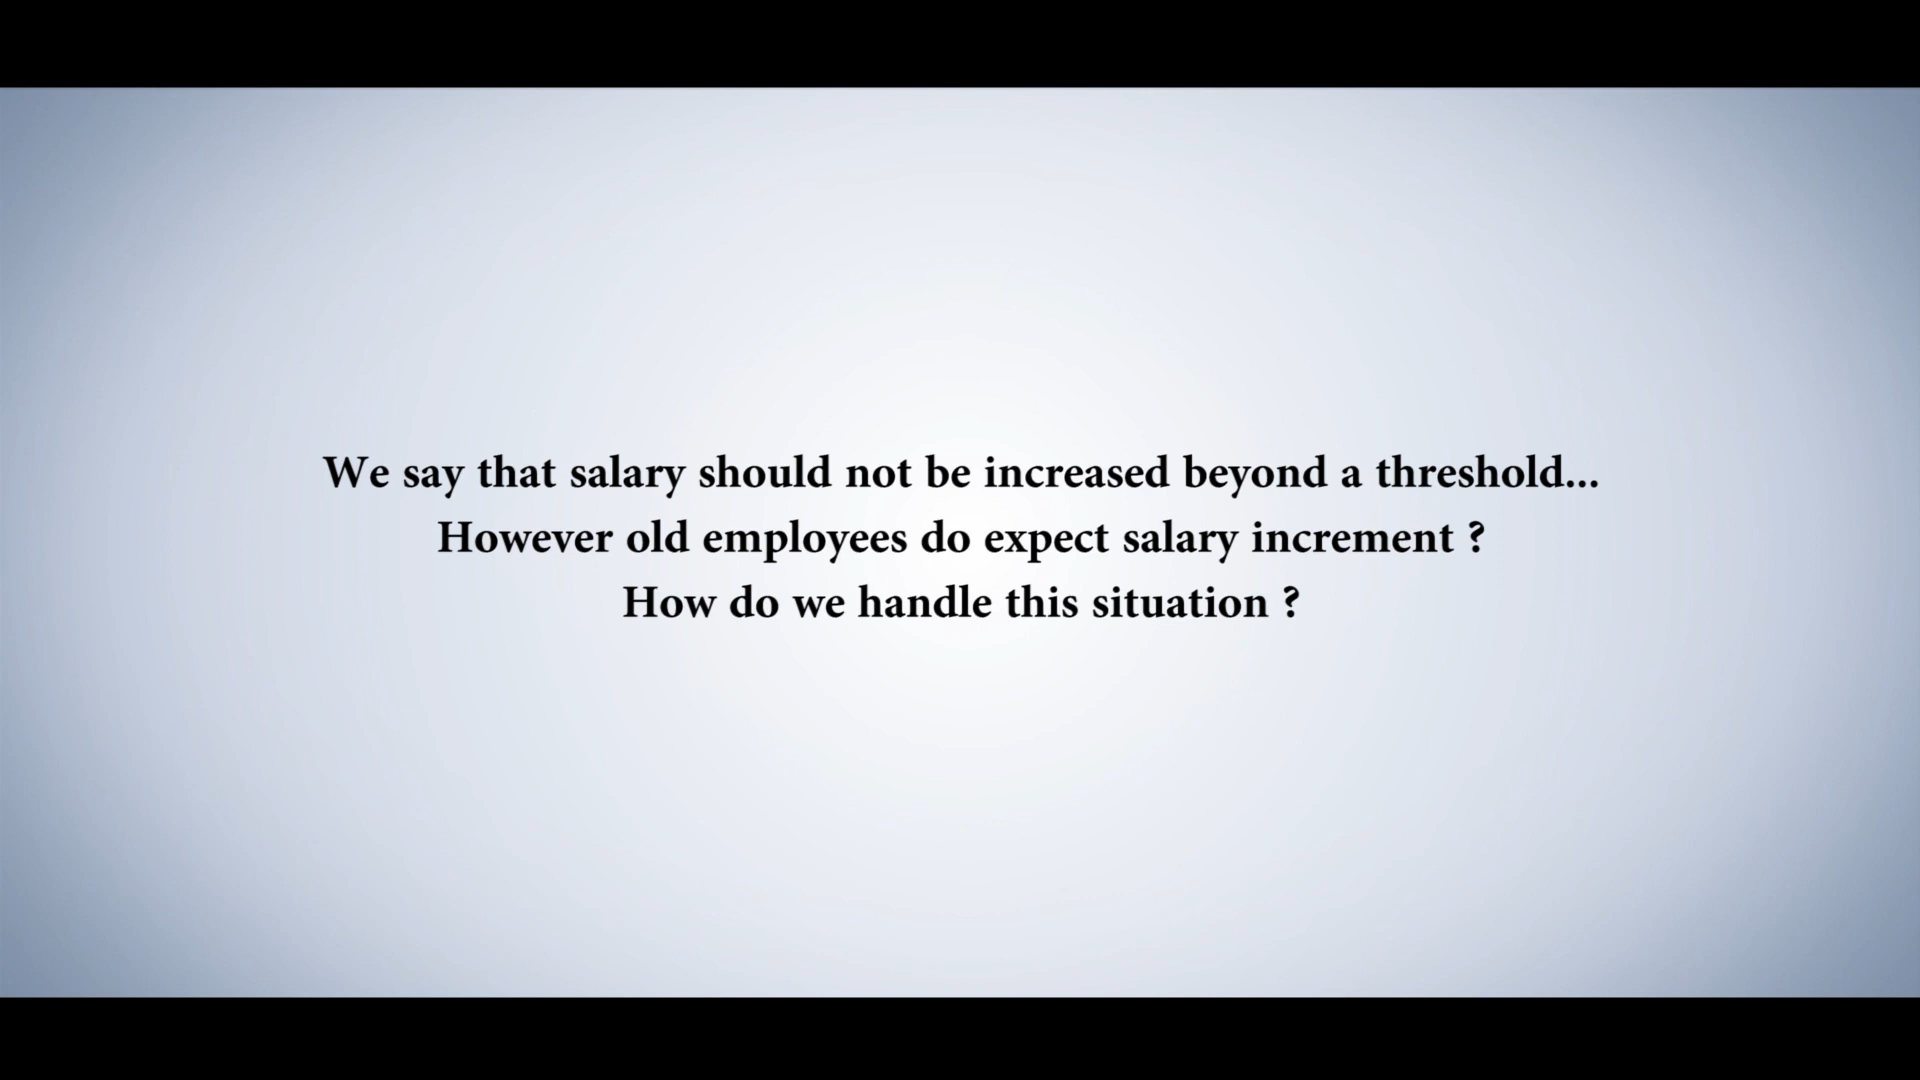 We say that salary should not be increased beyond a threshold...
However old employees do expect salary increment ?
How do we handle this situation ?